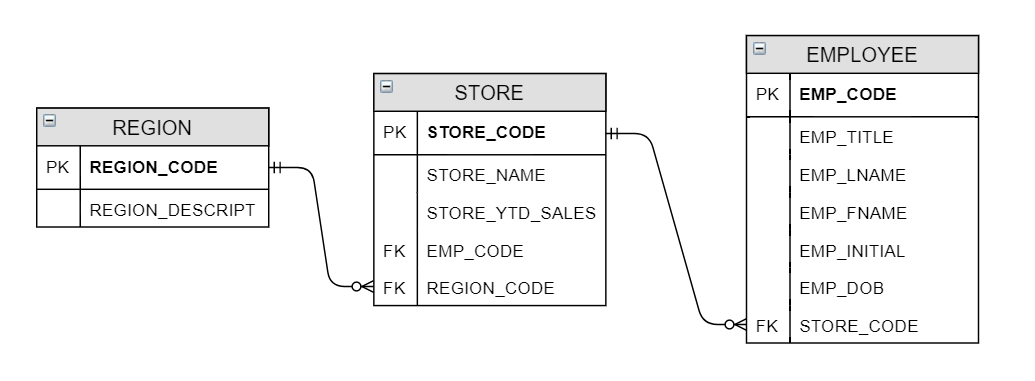 REGION
PK REGION_CODE
REGION_DESCRIPT
STORE
PK STORE_CODE
STORE_NAME
STORE_YTD_SALES
FK EMP_CODE
FK REGION_CODE
EMPLOYEE
PK EMP_CODE
EMP_TITLE
EMP_LNAME
EMP_FNAME
EMP_INITIAL
EMP_DOB
FK STORE_CODE